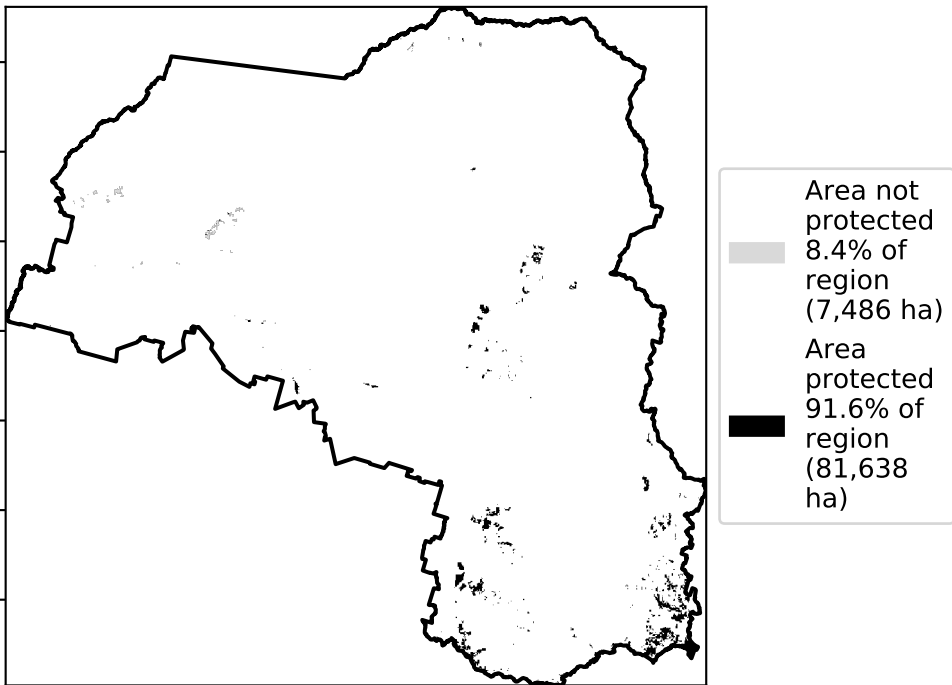 Area not
protected
8.4% of
region
(7,486 ha)
Area
protected
91.6% of
region
(81,638
ha)